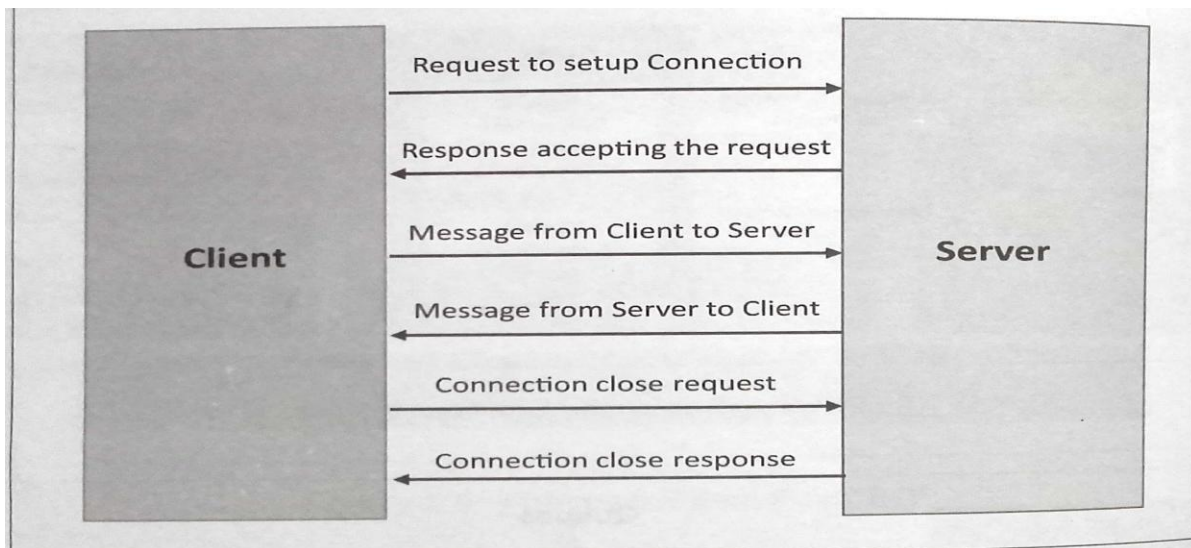 Request to setup Connection
Response accepting the request
Message from Client to Server
Client
Server
Message from Server to Client
Connection close request
Connection close response